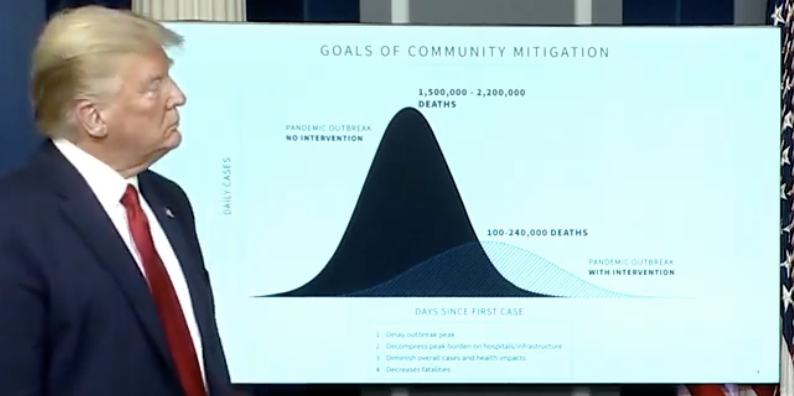 GOALS OF COMMUNITY MITIGATION
1,500,000 - 2,200,000
DEATHS
PANDEMIC OUTBREAK
NO INTERVENTION
DAILY CASES
100-240,000 DEATHS
PANDEMIC OUTBREAK
WITH INTERVENTION
DAYS SINCE FIRST CASE
1 Delay outbreak peak
2 Decompress peak burden on hospitals/infrastructure
3 Diminish overall cases and health impacts
4 Decreases fatalities